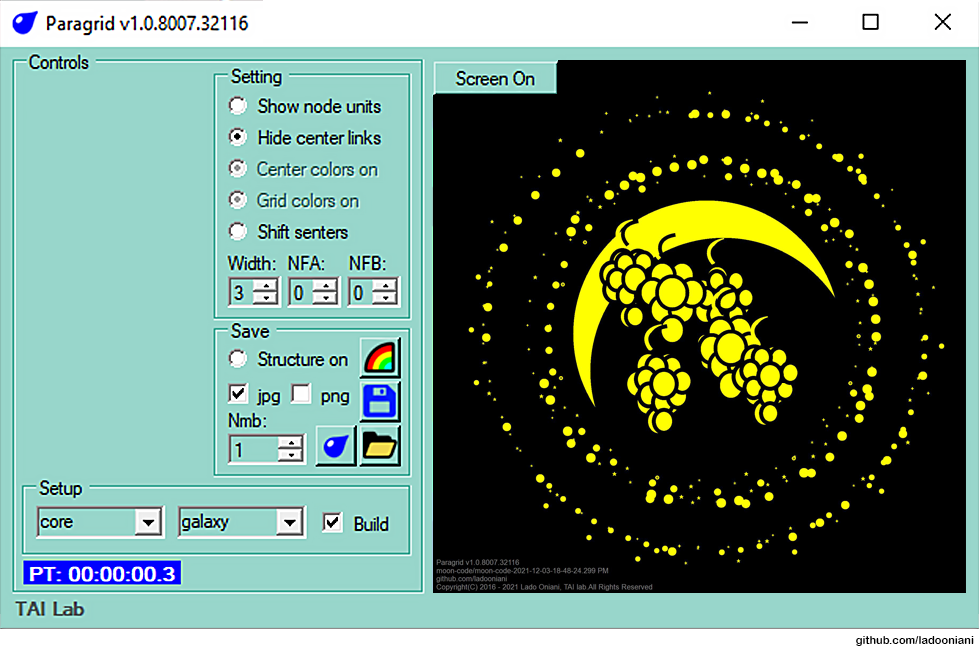 Paragrid v1.0.8007.32116
Controls
Setting
Show node units
Hide center links
Center colors on
Grid colors on
Shift senters
Width: NFA: NFB:
3 0 0
Save
Structure on
jpg png
Nmb:
1
Setup
core galaxy Build
PT: 00:00:00.3
TAI Lab
Screen On
Paragrid v1.0.8007.32116
moon-code/moon-code-2021-12-03-18-48-24.299 PM
github.com/ladooniani
Copyright(C) 2016 - 2021 Lado Oniani, TAI lab.All Rights Reserved
github.com/ladooniani